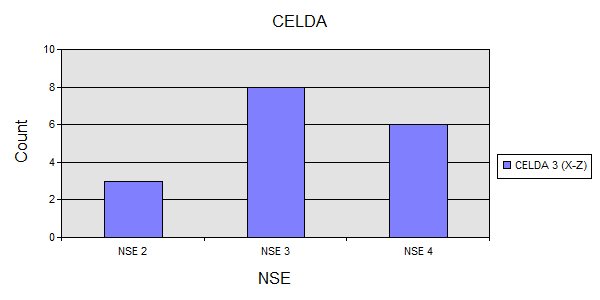 CELDA
10
8
6
4
2
0
Count
NSE 2
NSE 3
NSE 4
NSE
CELDA 3 (X-Z)